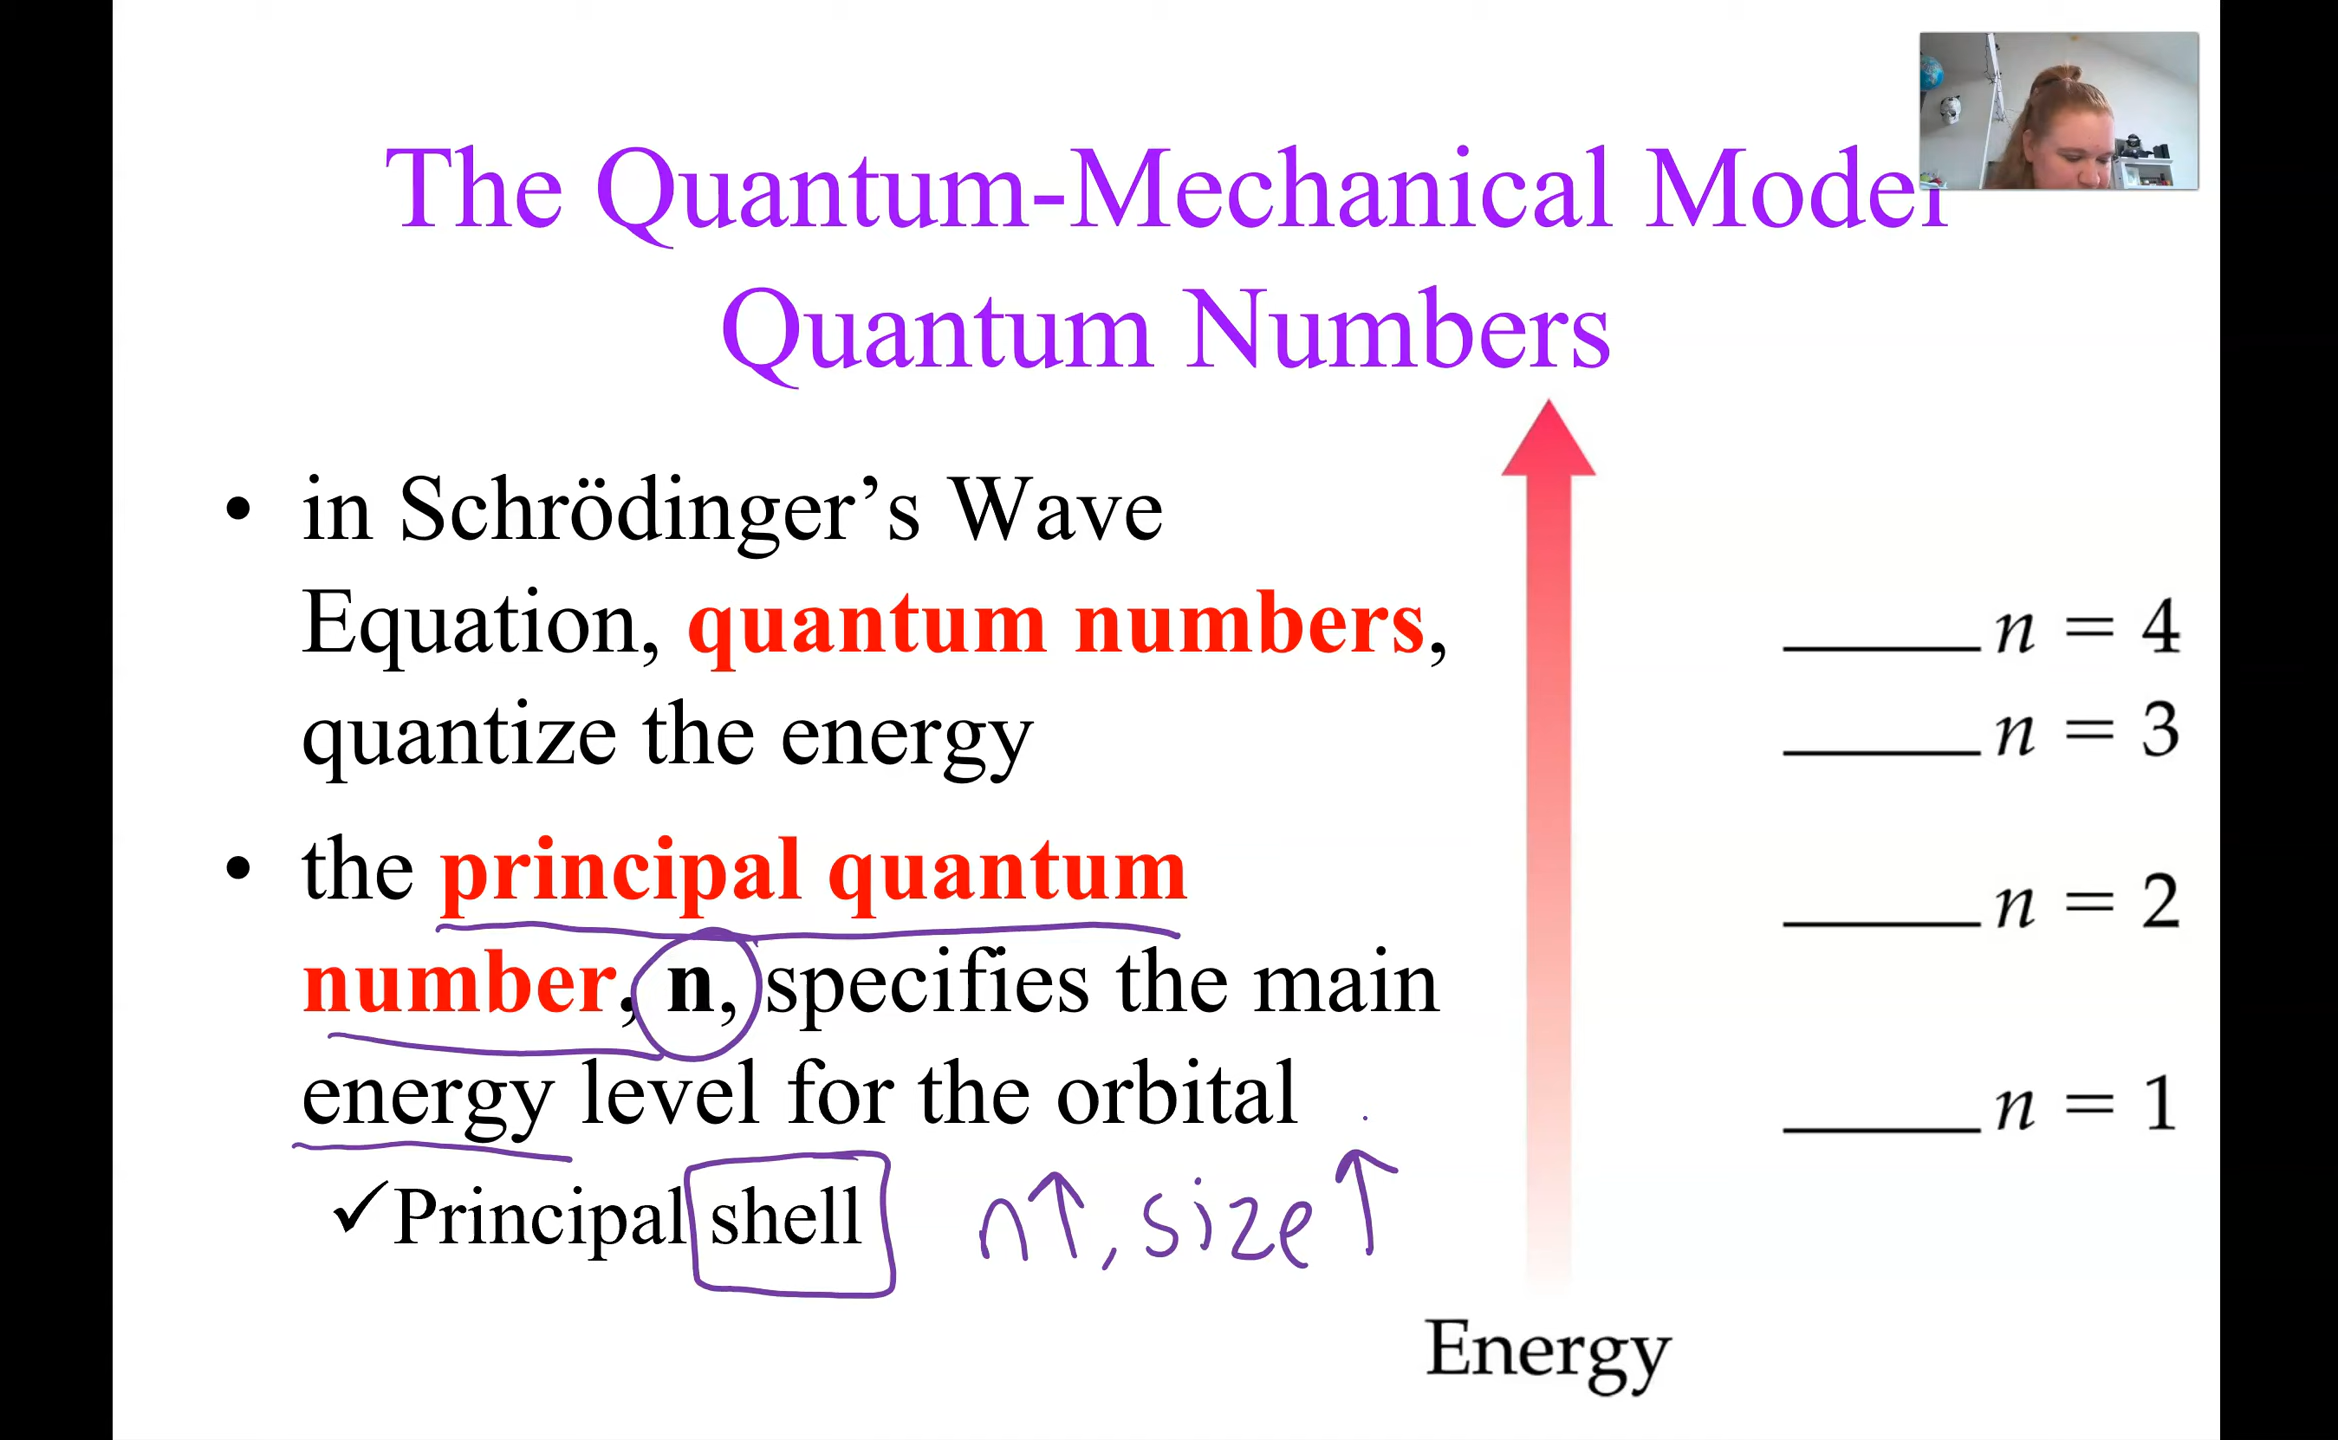 The Quantum-Mechanical Model
Quantum Numbers
• in Schrödinger’s Wave
Equation, quantum numbers,
quantize the energy
• the principal quantum
number, n, specifies the main
energy level for the orbital
✓Principal shell
n↑, size↑
n = 4
n = 3
n = 2
n = 1
Energy